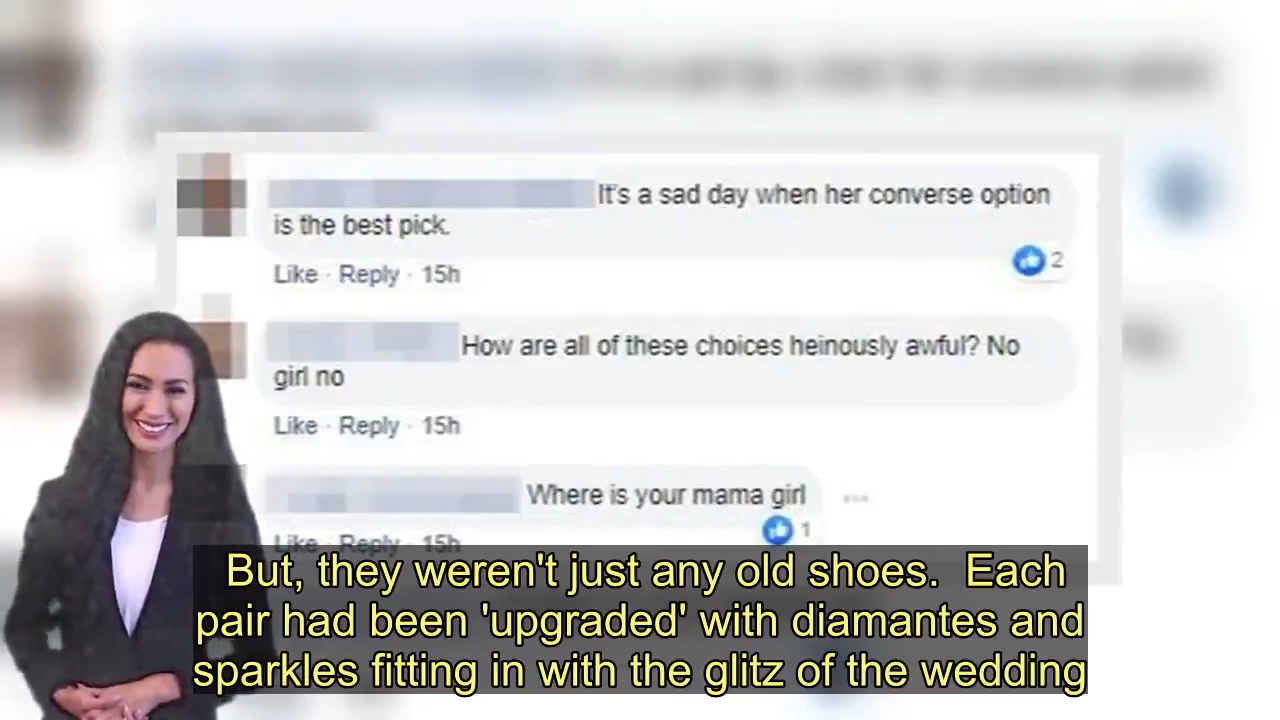 It's a sad day when her converse option
is the best pick.
Like · Reply · 15h
2
How are all of these choices heinously awful? No
girl no
Like · Reply · 15h
Where is your mama girl
1
Like · Reply · 15h
But, they weren't just any old shoes. Each
pair had been 'upgraded' with diamantes and
sparkles fitting in with the glitz of the wedding